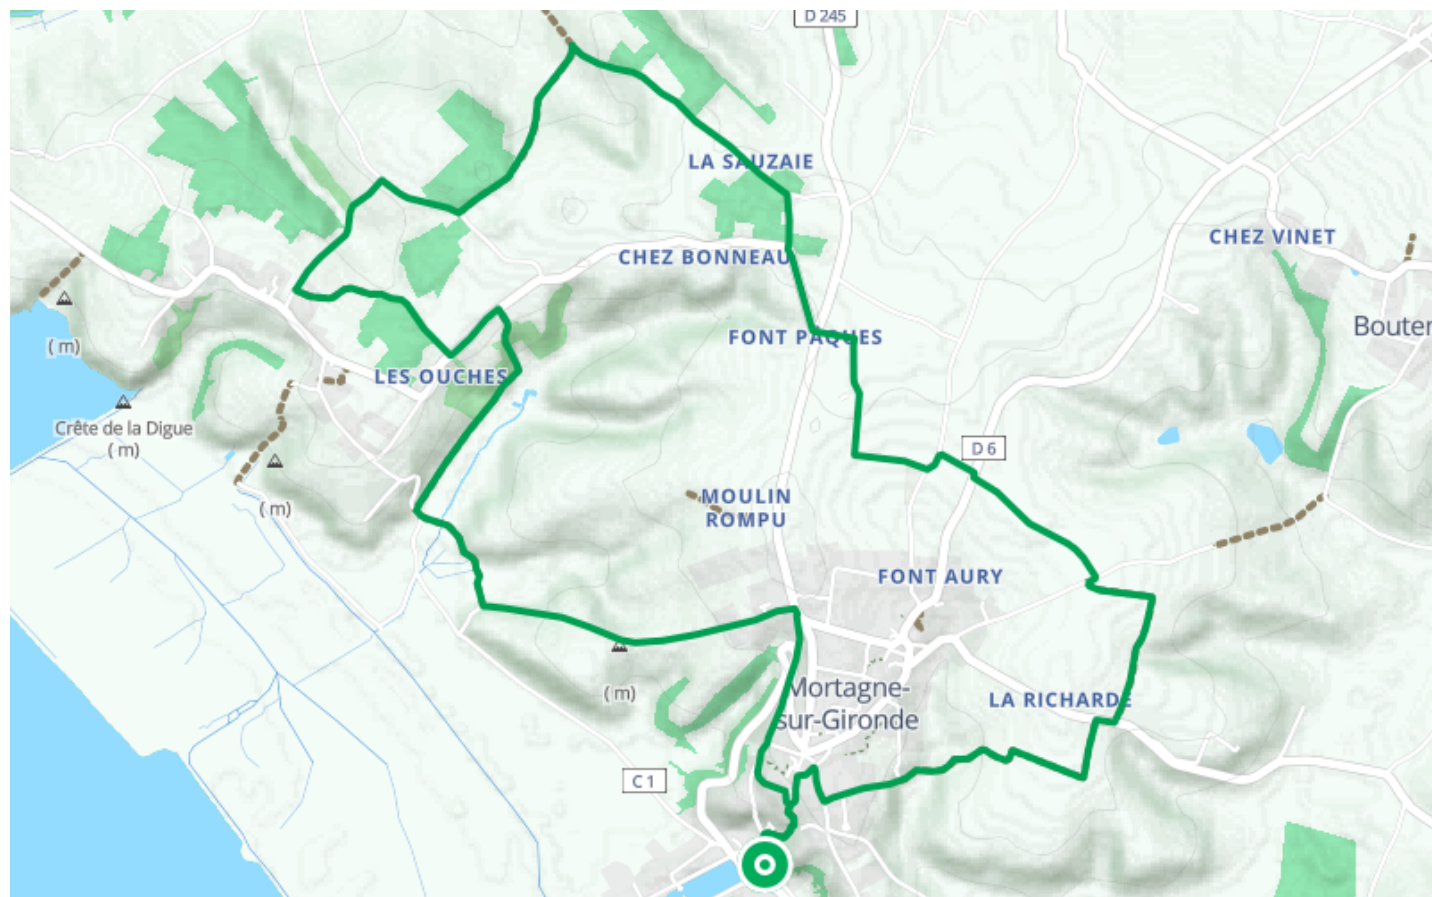 D 245
LA SAUZAIE
CHEZ VINET
CHEZ BONNEAU
Bouter
( m)
FONT PAQUES
LES OUCHES
Crête de la Digue
( m)
D 6
MOULIN
ROMPU
( m)
FONT AURY
( m)
Mortagne-
sur-Gironde
LA RICHARDE
C 1